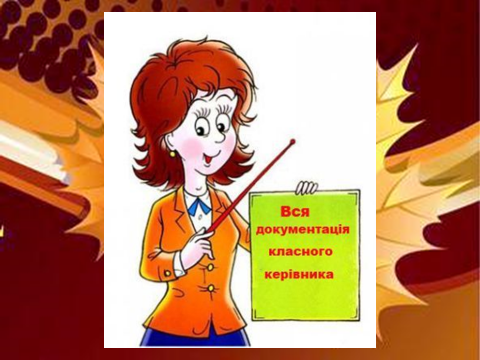 Вся
документація
класного
керівника